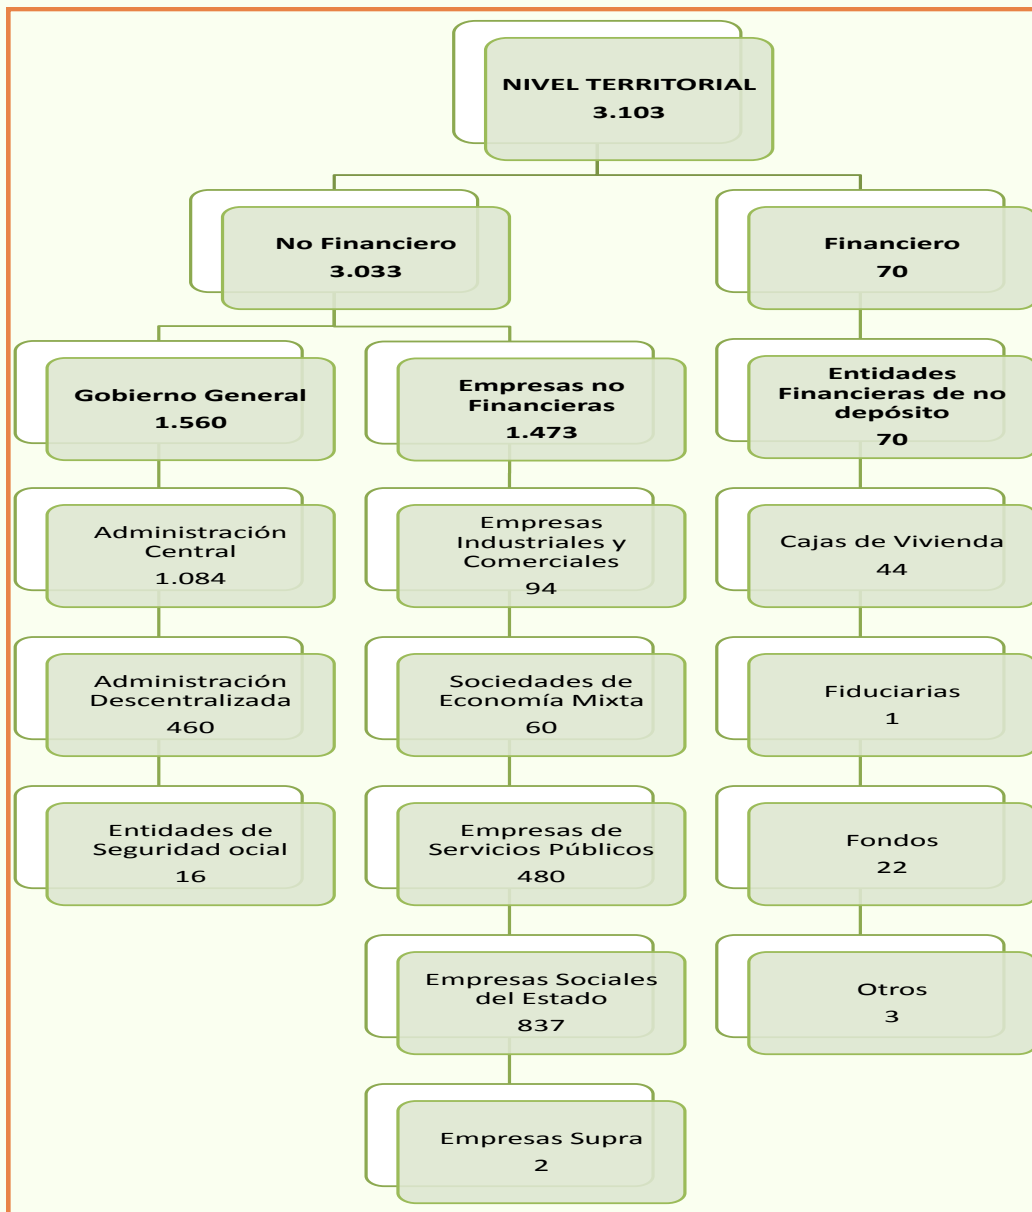 NIVEL TERRITORIAL
3.103
No Financiero
3.033
Financiero
70
Gobierno General
1.560
Empresas no
Financieras
1.473
Entidades
Financieras de no
depósito
70
Administración
Central
1.084
Empresas
Industriales y
Comerciales
94
Cajas de Vivienda
44
Administración
Descentralizada
460
Sociedades de
Economía Mixta
60
Fiduciarias
1
Entidades de
Seguridad ocial
16
Empresas de
Servicios Públicos
480
Fondos
22
Empresas Sociales
del Estado
837
Otros
3
Empresas Supra
2